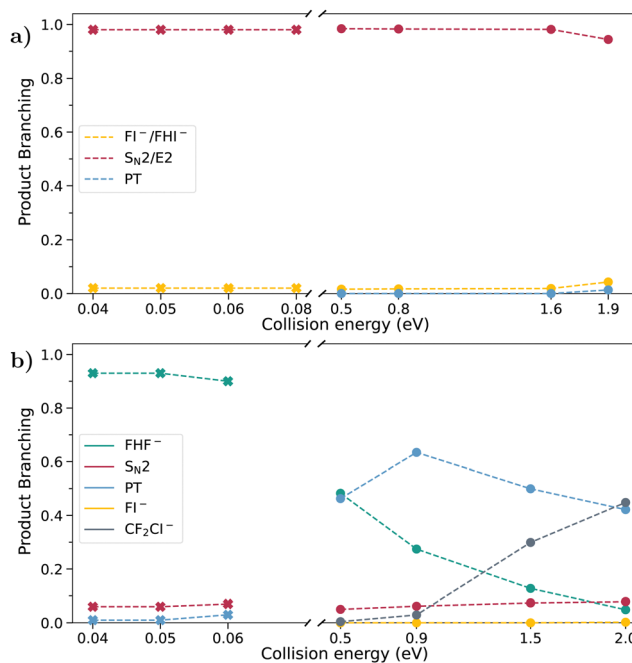 a)
1.0
0.8
0.6
0.4
0.2
0.0
Product Branching
FI⁻/FHI⁻
S_N2/E2
PT
0.04 0.05 0.06 0.08 0.5 0.8 1.6 1.9
Collision energy (eV)
b)
1.0
0.8
0.6
0.4
0.2
0.0
Product Branching
FHF⁻
S_N2
PT
FI⁻
CF₂Cl⁻
0.04 0.05 0.06 0.5 0.9 1.5 2.0
Collision energy (eV)